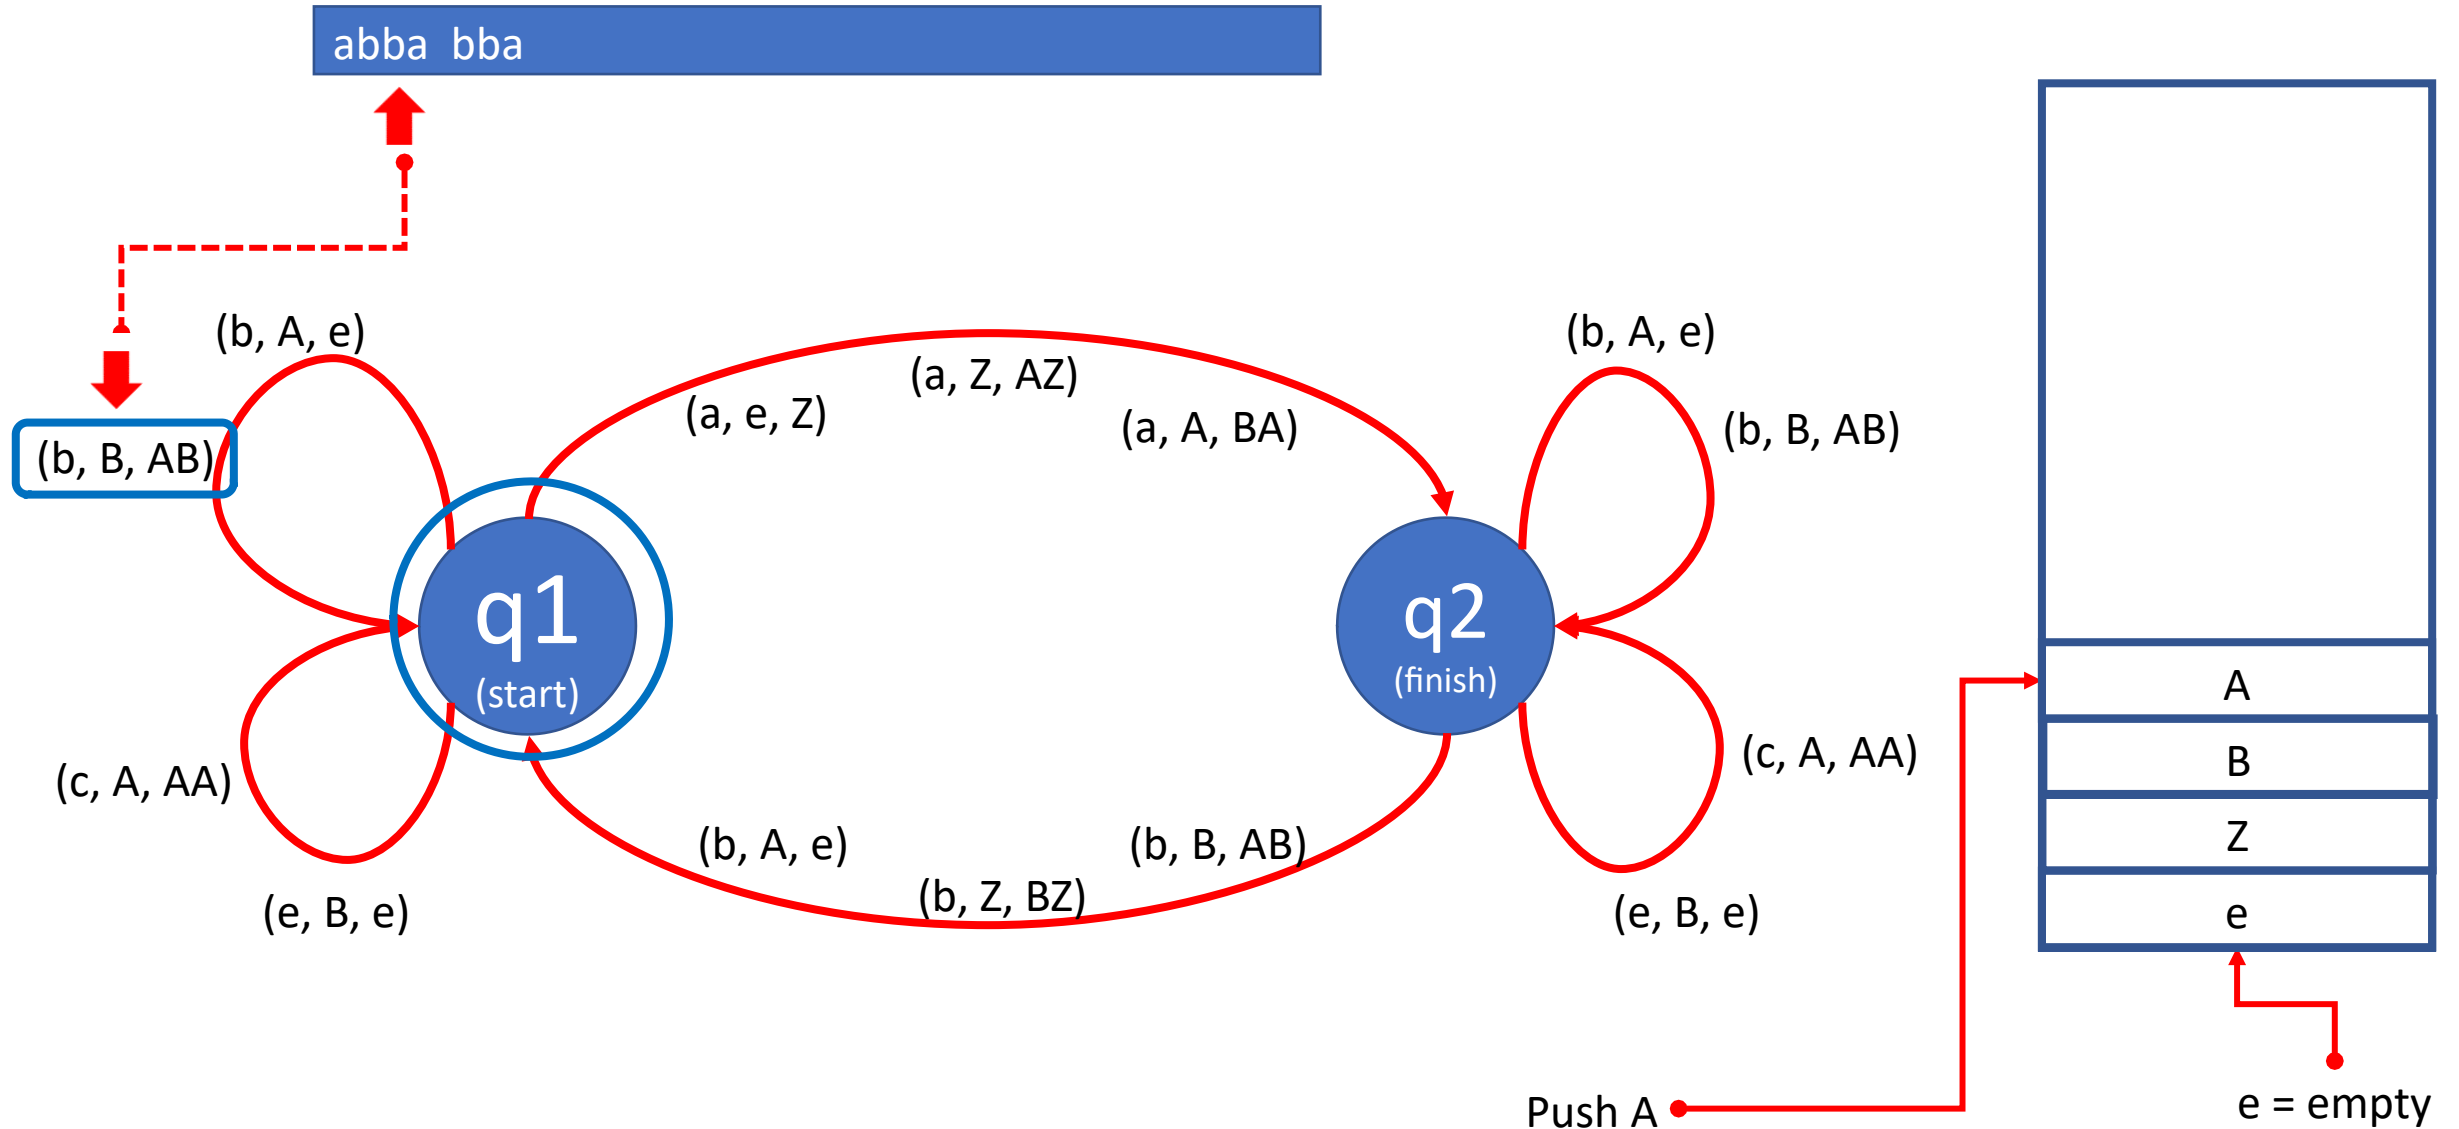 abba  bba
(b, A, e)
(b, A, e)
(a, Z, AZ)
(a, e, Z)
(a, A, BA)
(b, B, AB)
(b, B, AB)
q1
(start)
q2
(finish)
A
B
Z
e
(c, A, AA)
(c, A, AA)
(b, A, e)
(b, B, AB)
(b, Z, BZ)
(e, B, e)
(e, B, e)
Push A
e = empty